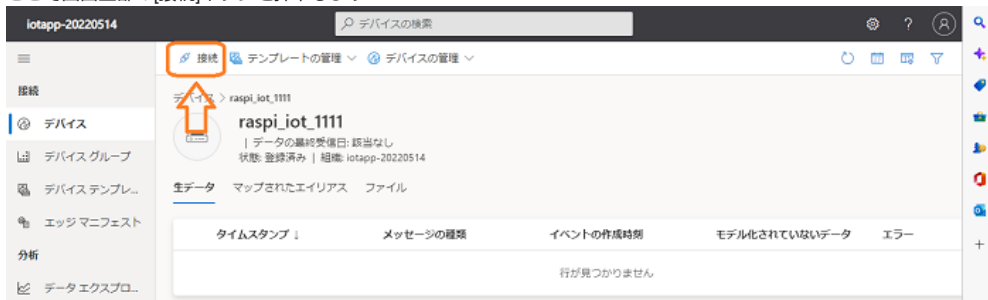 iotapp-20220514
デバイスの検索
接続 テンプレートの管理 デバイスの管理
接続
デバイス
デバイス グループ
デバイス テンプレ...
エッジ マニフェスト
分析
データ エクスプロ...
デバイス > raspi_iot_1111
raspi_iot_1111
| データの最終受信日: 該当なし
状態: 登録済み | 組織: iotapp-20220514
生データ マップされたエイリアス ファイル
タイムスタンプ ↓ メッセージの種類 イベントの作成時刻 モデル化されていないデータ エラー
行が見つかりません